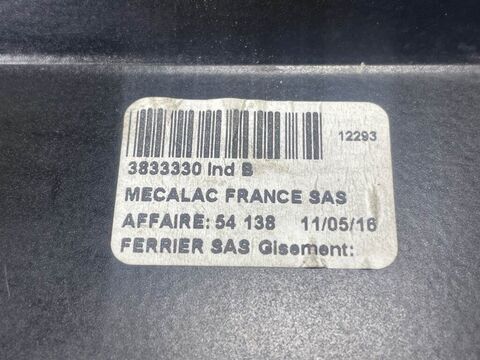 12293
3833330 Ind B
MECALAC FRANCE SAS
AFFAIRE: 54 138 11/05/16
FERRIER SAS Gisement: